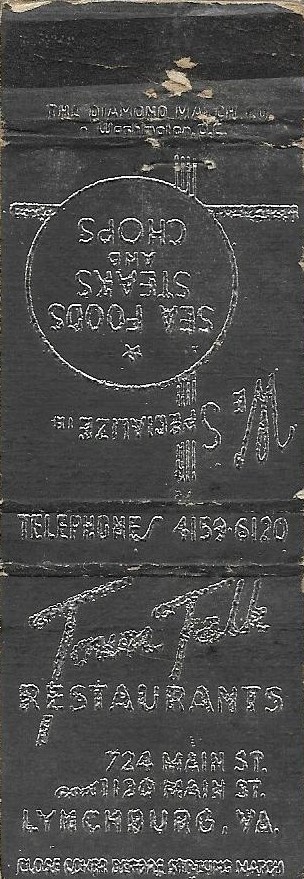 THE DIAMOND MATCH CO.
Washington, D.C.
WE SPECIALIZE IN
SEA FOODS
STEAKS
AND
CHOPS
TELEPHONES 4159-6120
Town Talk
RESTAURANTS
724 MAIN ST.
and 1120 MAIN ST.
LYNCHBURG, VA.
CLOSE COVER BEFORE STRIKING MATCH